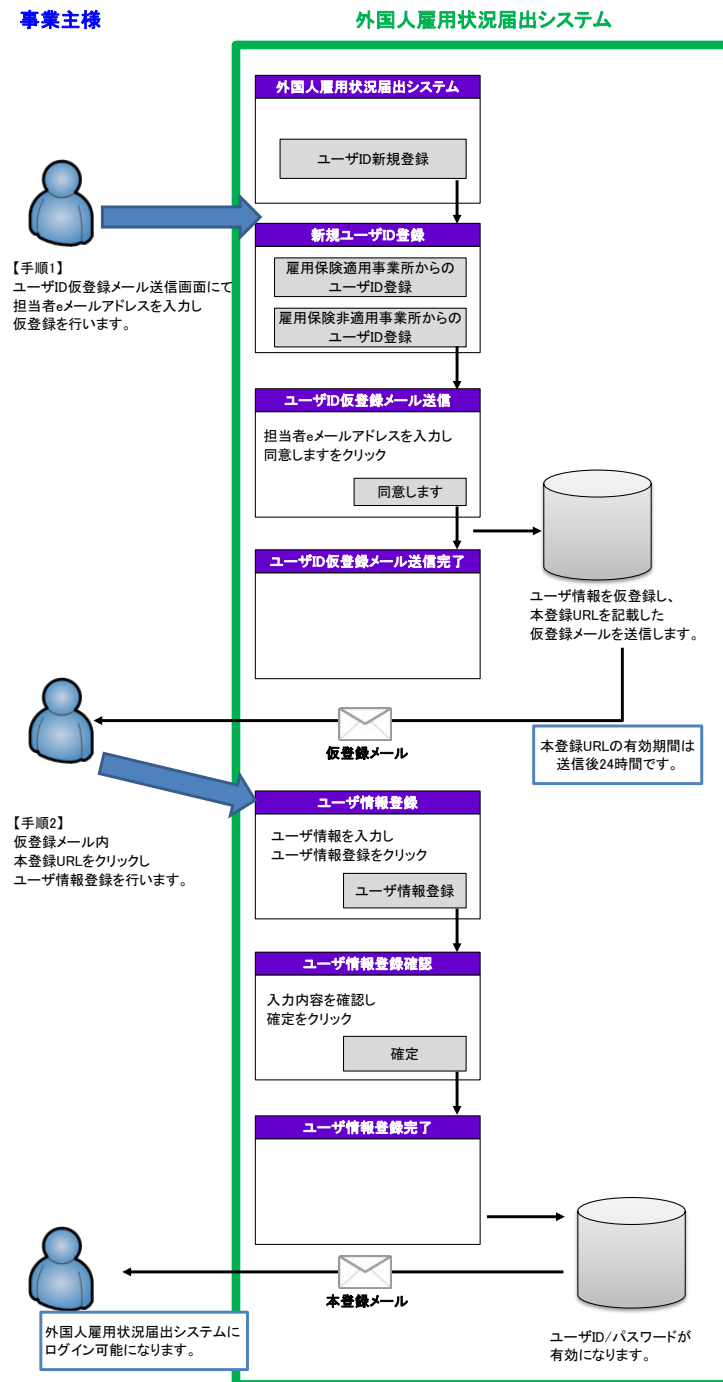 事業主様
外国人雇用状況届出システム
外国人雇用状況届出システム
ユーザID新規登録
新規ユーザID登録
雇用保険適用事業所からの
ユーザID登録
雇用保険非適用事業所からの
ユーザID登録
【手順1】
ユーザID仮登録メール送信画面にて
担当者eメールアドレスを入力し
仮登録を行います。
ユーザID仮登録メール送信
担当者eメールアドレスを入力し
同意しますをクリック
同意します
ユーザID仮登録メール送信完了
ユーザ情報を仮登録し、
本登録URLを記載した
仮登録メールを送信します。
仮登録メール
本登録URLの有効期間は
送信後24時間です。
【手順2】
仮登録メール内
本登録URLをクリックし
ユーザ情報登録を行います。
ユーザ情報登録
ユーザ情報を入力し
ユーザ情報登録をクリック
ユーザ情報登録
ユーザ情報登録確認
入力内容を確認し
確定をクリック
確定
ユーザ情報登録完了
本登録メール
外国人雇用状況届出システムに
ログイン可能になります。
ユーザID/パスワードが
有効になります。